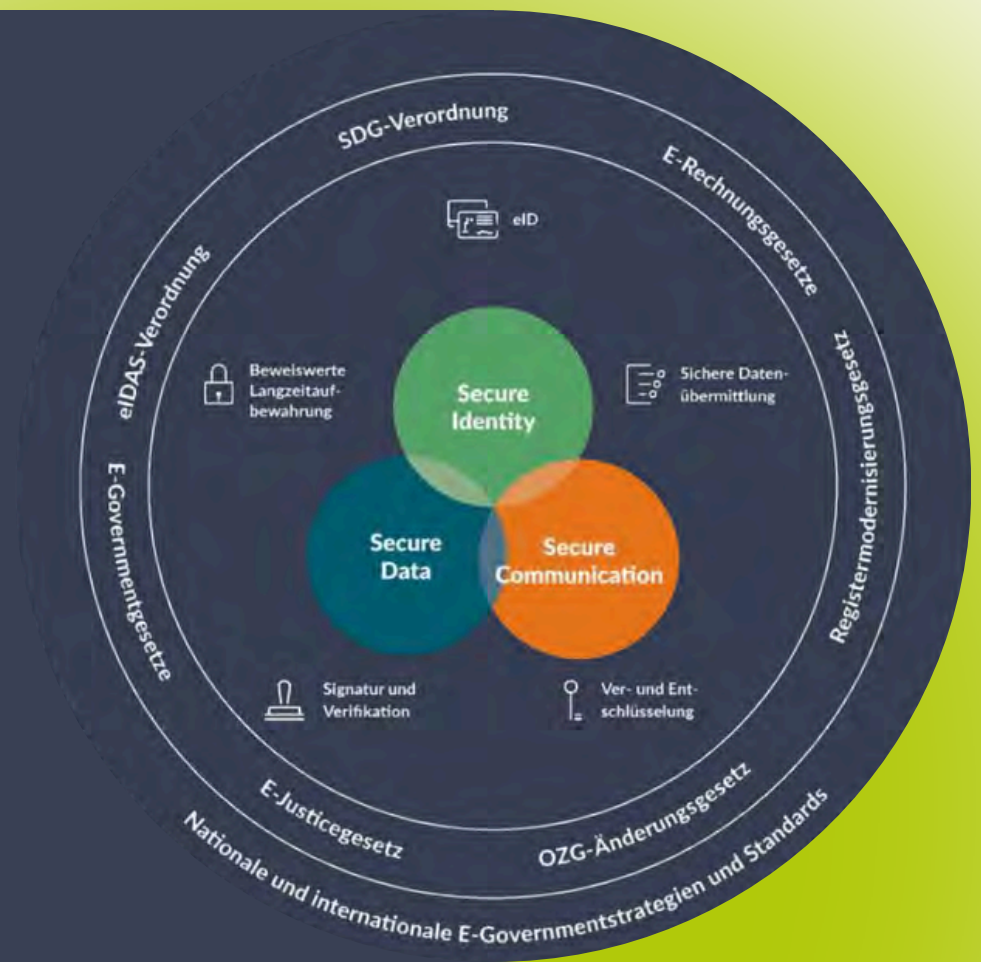 SDG-Verordnung
E-Rechnungsgesetze
eIDAS-Verordnung
Registermodernisierungsgesetz
E-Governmentgesetze
E-Justicegesetz
OZG-Änderungsgesetz
Nationale und internationale E-Governmentstrategien und Standards
eID
Beweiswerte
Langzeitauf-
bewahrung
Sichere Daten-
übermittlung
Secure
Identity
Secure
Data
Secure
Communication
Signatur und
Verifikation
Ver- und Ent-
schlüsselung